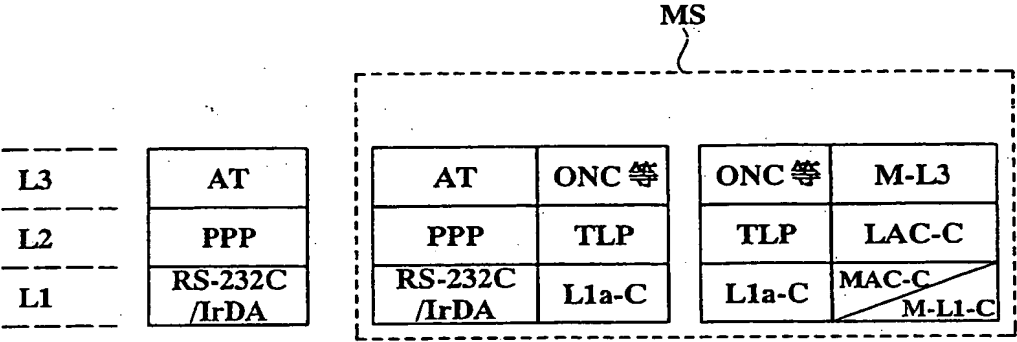 MS
L3 AT AT ONC 等 ONC 等 M-L3
L2 PPP PPP TLP TLP LAC-C
L1 RS-232C /IrDA RS-232C /IrDA L1a-C L1a-C MAC-C M-L1-C